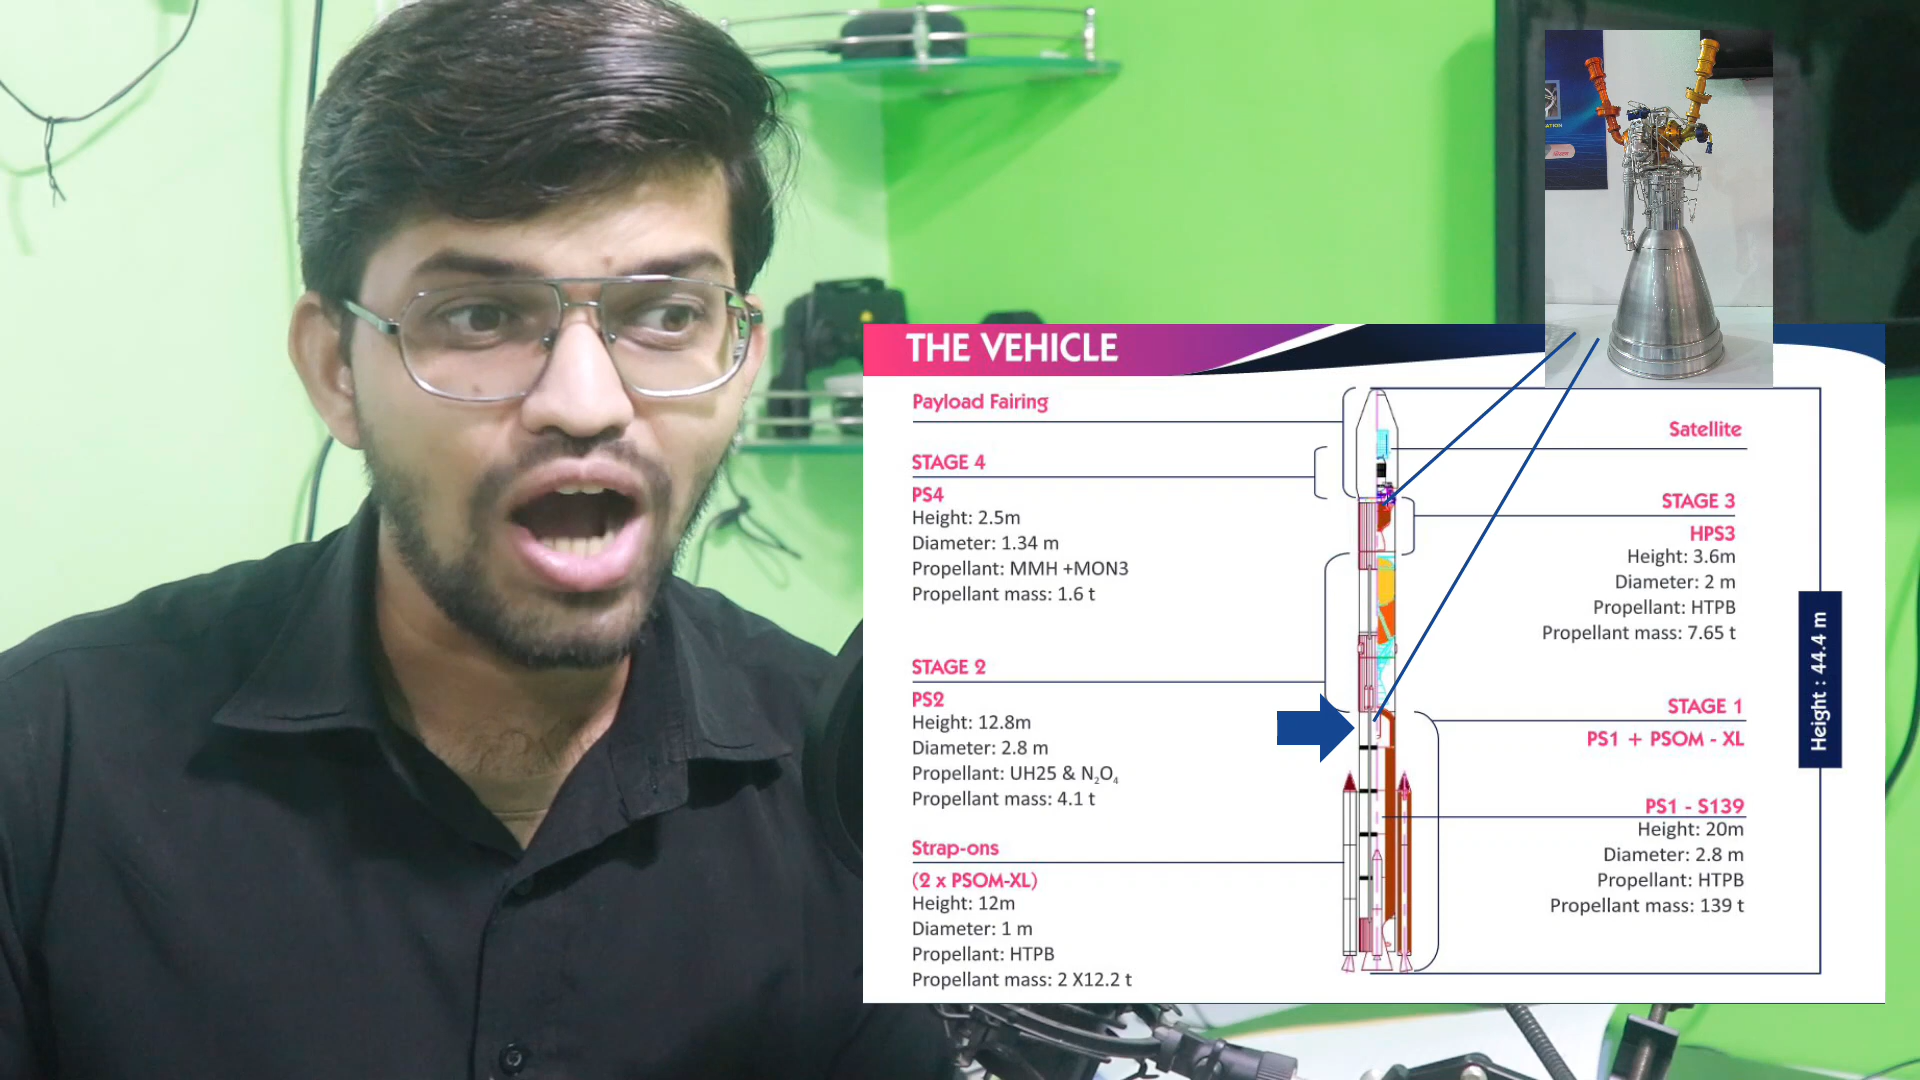 THE VEHICLE
Payload Fairing
STAGE 4
PS4
Height: 2.5m
Diameter: 1.34 m
Propellant: MMH +MON3
Propellant mass: 1.6 t
STAGE 2
PS2
Height: 12.8m
Diameter: 2.8 m
Propellant: UH25 & N₂O₄
Propellant mass: 4.1 t
Strap-ons
(2 x PSOM-XL)
Height: 12m
Diameter: 1 m
Propellant: HTPB
Propellant mass: 2 X12.2 t
Satellite
STAGE 3
HPS3
Height: 3.6m
Diameter: 2 m
Propellant: HTPB
Propellant mass: 7.65 t
STAGE 1
PS1 + PSOM - XL
PS1 - S139
Height: 20m
Diameter: 2.8 m
Propellant: HTPB
Propellant mass: 139 t
Height : 44.4 m